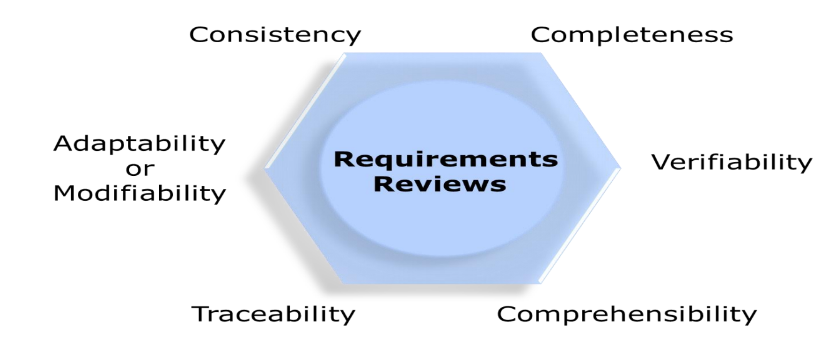 Consistency
Completeness
Adaptability
or
Modifiability
Requirements
Reviews
Verifiability
Traceability
Comprehensibility